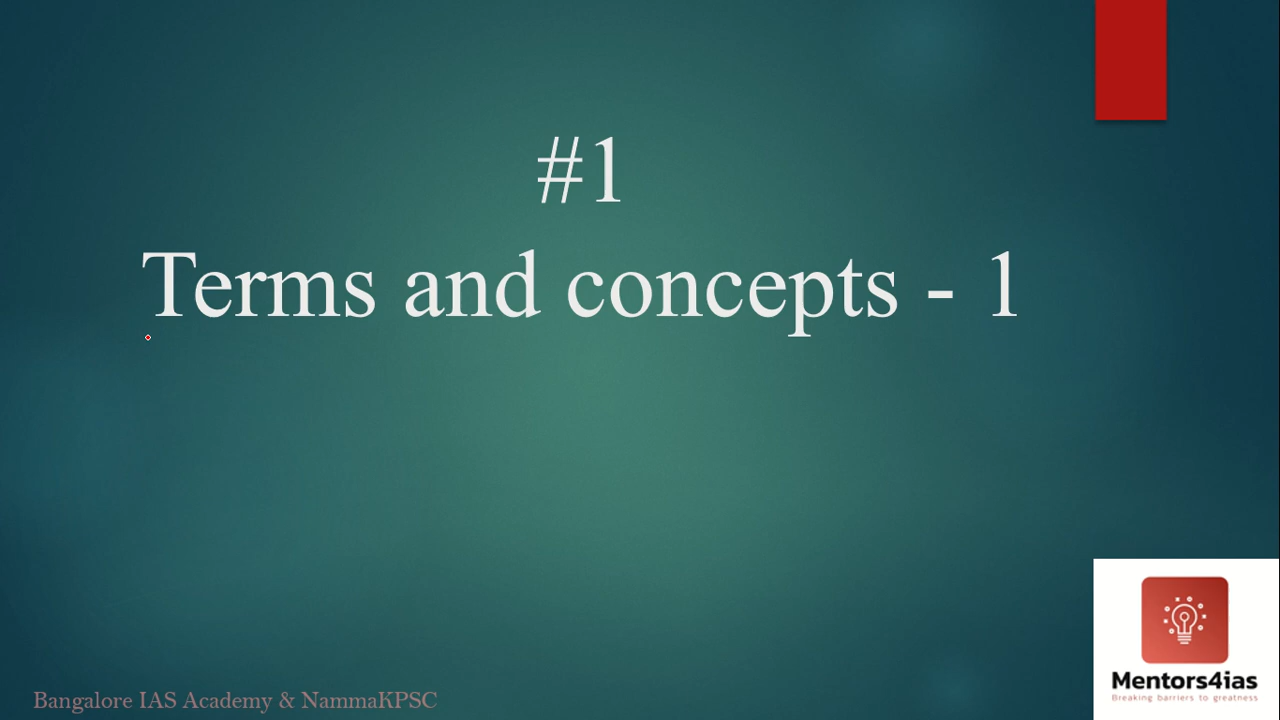 #1
Terms and concepts - 1
Mentors4ias
Breaking barriers to greatness
Bangalore IAS Academy & NammaKPSC